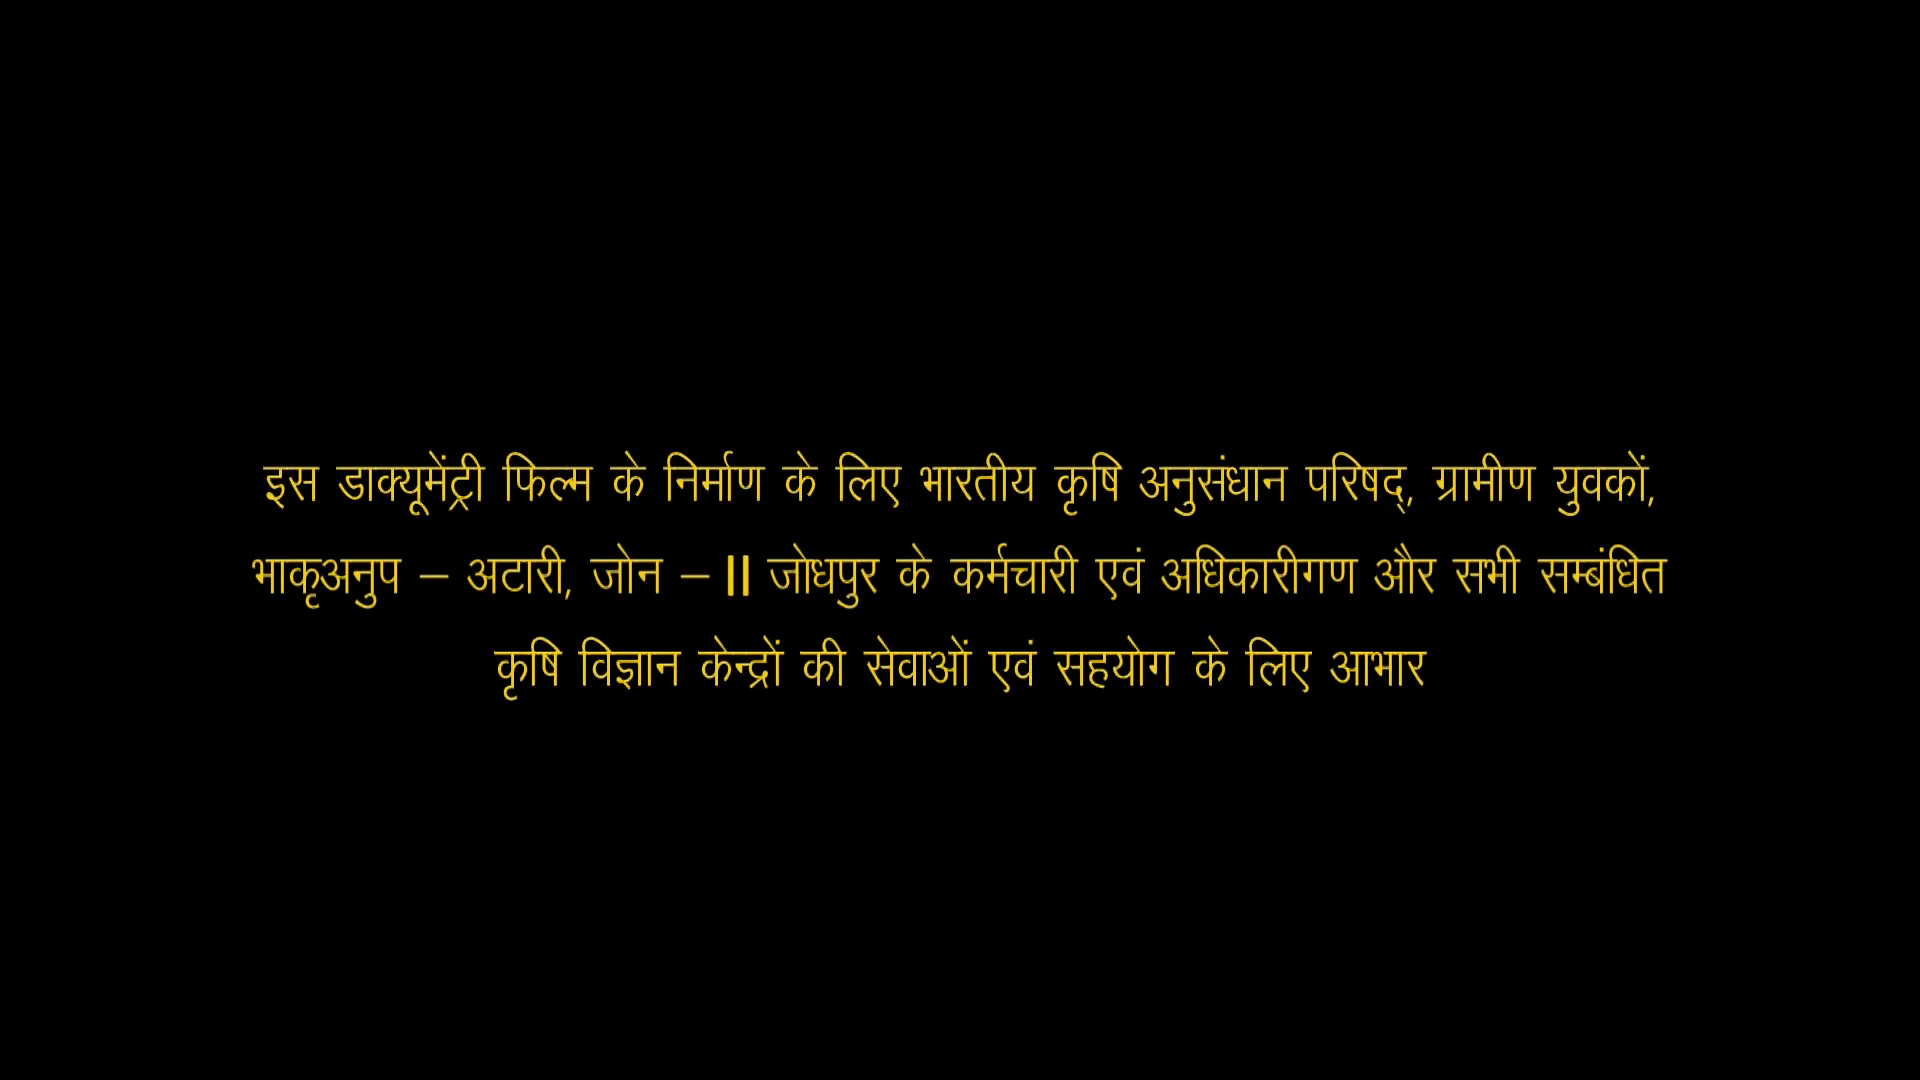 इस डाक्यूमेंट्री फिल्म के निर्माण के लिए भारतीय कृषि अनुसंधान परिषद्, ग्रामीण युवकों,
भाकृअनुप – अटारी, जोन – II जोधपुर के कर्मचारी एवं अधिकारीगण और सभी सम्बंधित
कृषि विज्ञान केन्द्रों की सेवाओं एवं सहयोग के लिए आभार